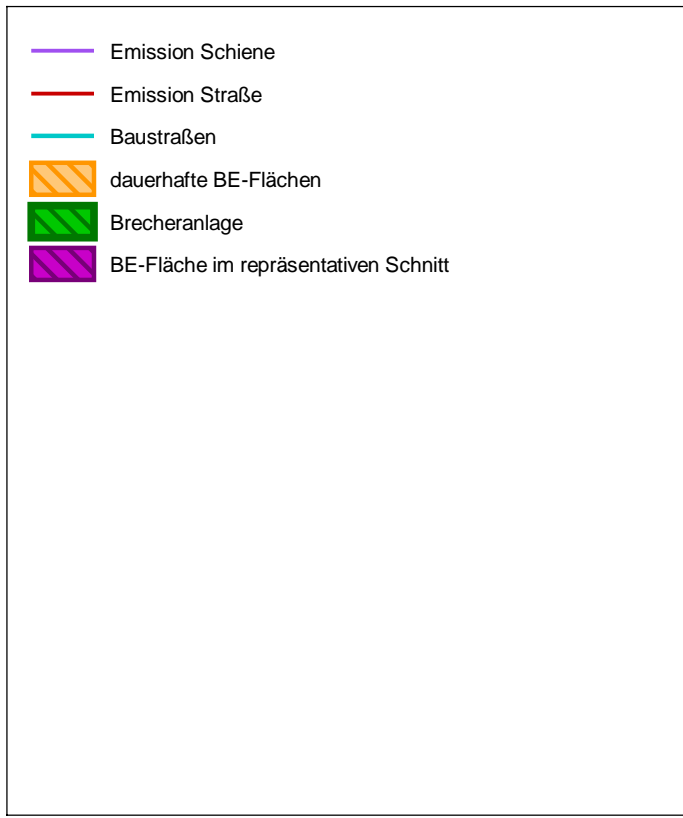 Emission Schiene
Emission Straße
Baustraßen
dauerhafte BE-Flächen
Brecheranlage
BE-Fläche im repräsentativen Schnitt